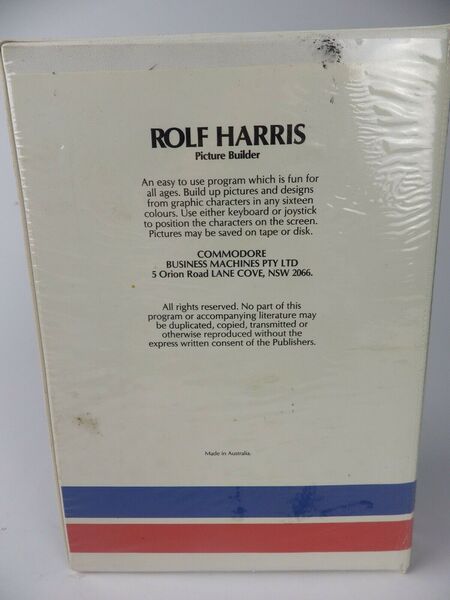 ROLF HARRIS
Picture Builder
An easy to use program which is fun for
all ages. Build up pictures and designs
from graphic characters in any sixteen
colours. Use either keyboard or joystick
to position the characters on the screen.
Pictures may be saved on tape or disk.
COMMODORE
BUSINESS MACHINES PTY LTD
5 Orion Road LANE COVE, NSW 2066.
All rights reserved. No part of this
program or accompanying literature may
be duplicated, copied, transmitted or
otherwise reproduced without the
express written consent of the Publishers.
Made in Australia.